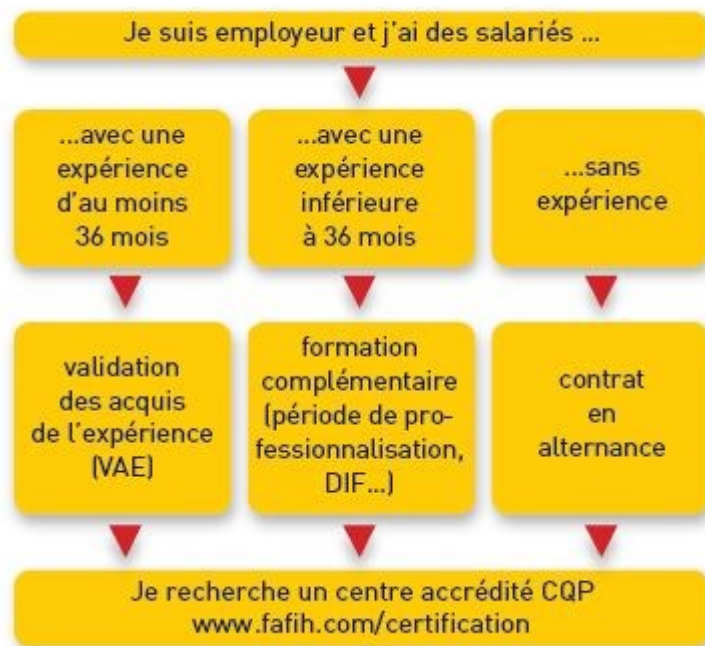 Je suis employeur et j'ai des salariés ...
...avec une
expérience
d'au moins
36 mois
...avec une
expérience
inférieure
à 36 mois
...sans
expérience
validation
des acquis
de l'expérience
(VAE)
formation
complémentaire
(période de pro-
fessionnalisation,
DIF...)
contrat
en
alternance
Je recherche un centre accrédité CQP
www.fafih.com/certification